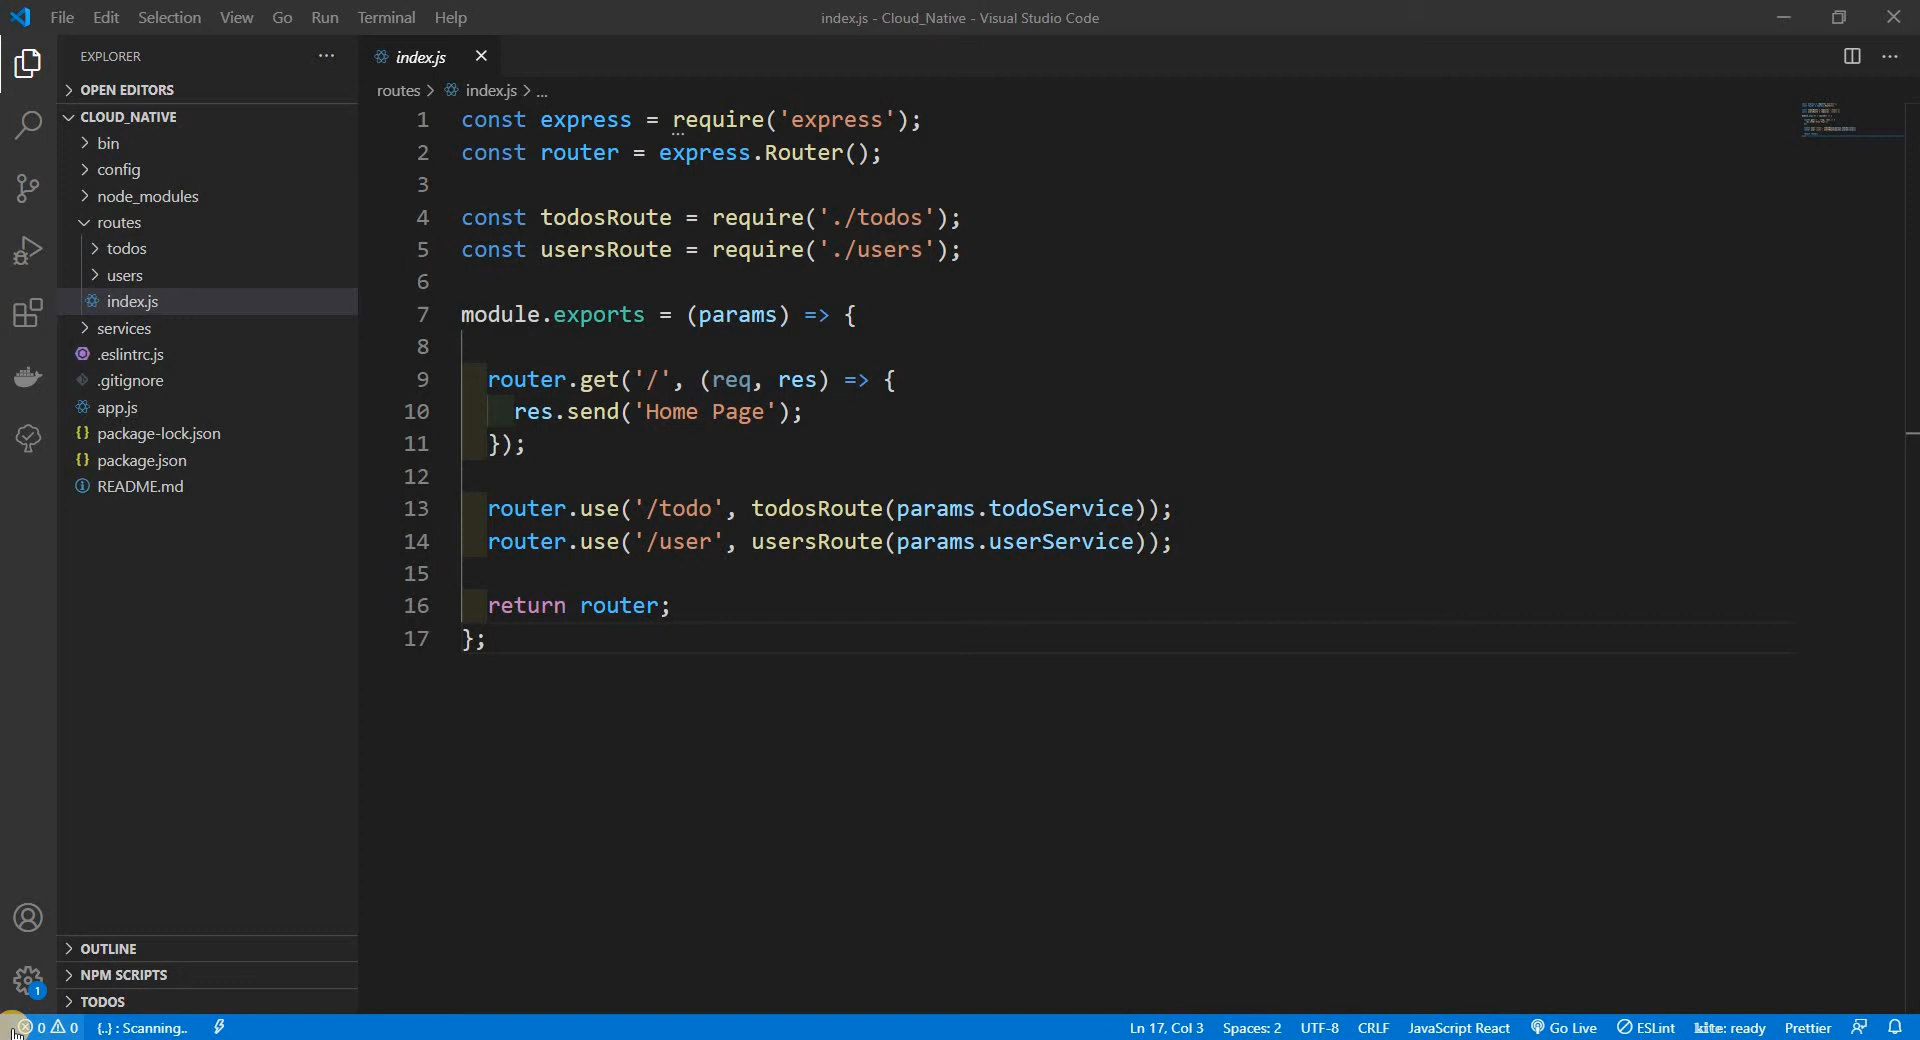 File Edit Selection View Go Run Terminal Help
index.js - Cloud_Native - Visual Studio Code
EXPLORER
OPEN EDITORS
CLOUD_NATIVE
bin
config
node_modules
routes
todos
users
index.js
services
.eslintrc.js
.gitignore
app.js
package-lock.json
package.json
README.md
OUTLINE
NPM SCRIPTS
TODOS
index.js
routes > index.js > ...
1 const express = require('express');
2 const router = express.Router();
3
4 const todosRoute = require('./todos');
5 const usersRoute = require('./users');
6
7 module.exports = (params) => {
8
9 router.get('/', (req, res) => {
10 res.send('Home Page');
11 });
12
13 router.use('/todo', todosRoute(params.todoService));
14 router.use('/user', usersRoute(params.userService));
15
16 return router;
17 };
1
0 0 {..} : Scanning..
Ln 17, Col 3 Spaces: 2 UTF-8 CRLF JavaScript React Go Live ESLint kite: ready Prettier